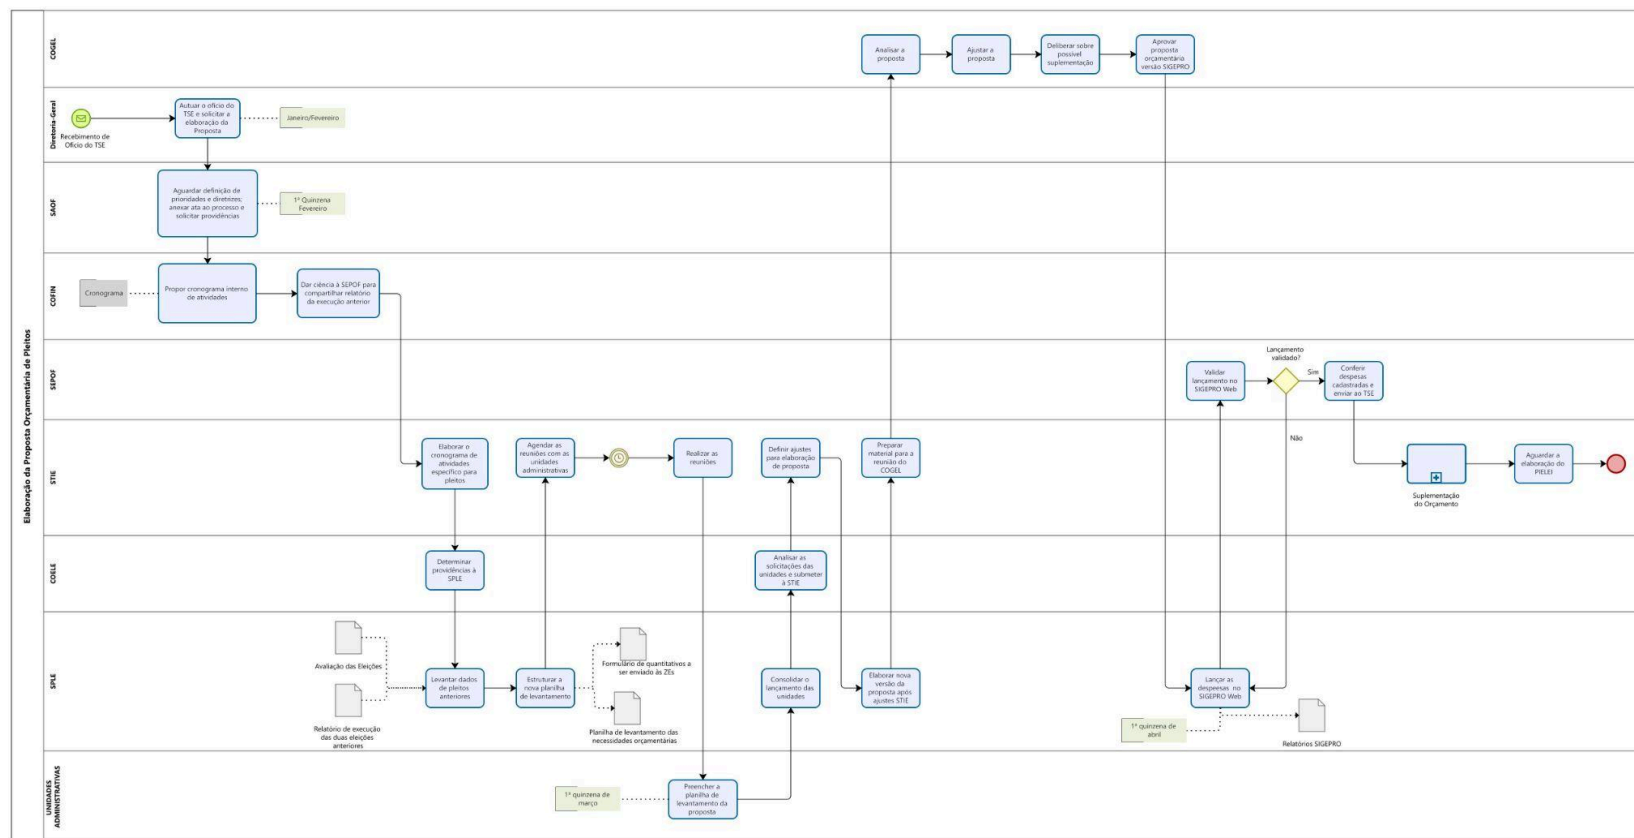 Elaboração da Proposta Orçamentária de Pleitos
COGEL
Analisar a
proposta
Ajustar a
proposta
Deliberar sobre
possível
suplementação
Aprovar
proposta
orçamentária
versão SIGEPRO
Diretoria-Geral
Recebimento de
Ofício do TSE
Autuar o ofício do
TSE e solicitar a
elaboração da
Proposta
Janeiro/Fevereiro
SAOF
Aguardar definição de
prioridades e diretrizes;
anexar ata ao processo e
solicitar providências
1ª Quinzena
Fevereiro
COFIN
Cronograma
Propor cronograma interno
de atividades
Dar ciência à SEPOF para
compartilhar relatório
da execução anterior
SEPOF
Validar
lançamento no
SIGEPRO Web
Lançamento
validado?
Sim
Não
Conferir
despesas
cadastradas e
enviar ao TSE
STIE
Elaborar o
cronograma de
atividades
específico para
pleitos
Agendar as
reuniões com as
unidades
administrativas
Realizar as
reuniões
Definir ajustes
para elaboração
de proposta
Preparar
material para a
reunião do
COGEL
Suplementação
do Orçamento
Aguardar a
elaboração do
PIELEI
COELE
Determinar
providências à
SPLE
Analisar as
solicitações das
unidades e submeter
à STIE
SPLE
Avaliação das Eleições
Relatório de execução
das duas eleições
anteriores
Levantar dados
de pleitos
anteriores
Estruturar a
nova planilha
de levantamento
Formulário de quantitativos a
ser enviado às ZEs
Planilha de levantamento das
necessidades orçamentárias
Consolidar o
lançamento das
unidades
Elaborar nova
versão da
proposta após
ajustes STIE
Lançar as
despeesas no
SIGEPRO Web
1ª quinzena de
abril
Relatórios SIGEPRO
UNIDADES
ADMINISTRATIVAS
1ª quinzena de
março
Preencher a
planilha de
levantamento da
proposta